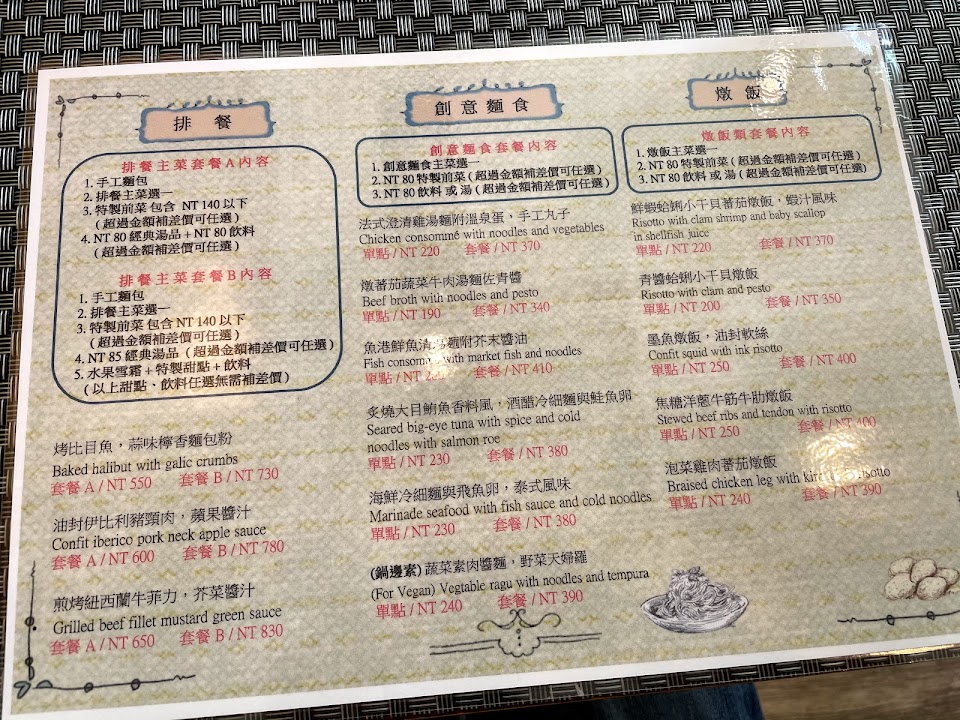 排餐
排餐主菜套餐A內容
1. 手工麵包
2. 排餐主菜選一
3. 特製前菜 包含 NT 140 以下
( 超過金額補差價可任選 )
4. NT 80 經典湯品 + NT 80 飲料
( 超過金額補差價可任選 )
排餐主菜套餐B內容
1. 手工麵包
2. 排餐主菜選一
3. 特製前菜 包含 NT 140 以下
( 超過金額補差價可任選 )
4. NT 85 經典湯品 ( 超過金額補差價可任選 )
5. 水果雪霜 + 特製甜點 + 飲料
( 以上甜點、飲料任選無需補差價 )
烤比目魚，蒜味檸香麵包粉
Baked halibut with galic crumbs
套餐 A / NT 550 套餐 B / NT 730
油封伊比利豬頸肉，蘋果醬汁
Confit iberico pork neck apple sauce
套餐 A / NT 600 套餐 B / NT 780
煎烤紐西蘭牛菲力，芥菜醬汁
Grilled beef fillet mustard green sauce
套餐 A / NT 650 套餐 B / NT 830
創意麵食
創意麵食套餐內容
1. 創意麵食主菜選一
2. NT 80 特製前菜 ( 超過金額補差價可任選 )
3. NT 80 飲料 或 湯 ( 超過金額補差價可任選 )
法式澄清雞湯麵附溫泉蛋，手工丸子
Chicken consommé with noodles and vegetables
單點 / NT 220 套餐 / NT 370
燉蕃茄蔬菜牛肉湯麵佐青醬
Beef broth with noodles and pesto
單點 / NT 190 套餐 / NT 340
魚港鮮魚清湯麵附芥末醬油
Fish consommé with market fish and noodles
單點 / NT 套餐 / NT 410
炙燒大目鮪魚香料風，酒醋冷細麵與鮭魚卵
Seared big-eye tuna with spice and cold
noodles with salmon roe
單點 / NT 230 套餐 / NT 380
海鮮冷細麵與飛魚卵，泰式風味
Marinade seafood with fish sauce and cold noodles
單點 / NT 230 套餐 / NT 380
(鍋邊素) 蔬菜素肉醬麵，野菜天婦羅
(For Vegan) Vegtable ragu with noodles and tempura
單點 / NT 240 套餐 / NT 390
燉飯
燉飯類套餐內容
1. 燉飯主菜選一
2. NT 80 特製前菜 ( 超過金額補差價可任選 )
3. NT 80 飲料 或 湯 ( 超過金額補差價可任選 )
鮮蝦蛤蜊小干貝蕃茄燉飯，蝦汁風味
Risotto with clam shrimp and baby scallop
in shellfish juice
單點 / NT 220 套餐 / NT 370
青醬蛤蜊小干貝燉飯
Risotto with clam and pesto
單點 / NT 200 套餐 / NT 350
墨魚燉飯，油封軟絲
Confit squid with ink risotto
單點 / NT 250 套餐 / NT 400
焦糖洋蔥牛筋牛肋燉飯
Stewed beef ribs and tendon with risotto
單點 / NT 250 套餐 / NT 400
泡菜雞肉蕃茄燉飯
Braised chicken leg with risotto
單點 / NT 240 套餐 / NT 390